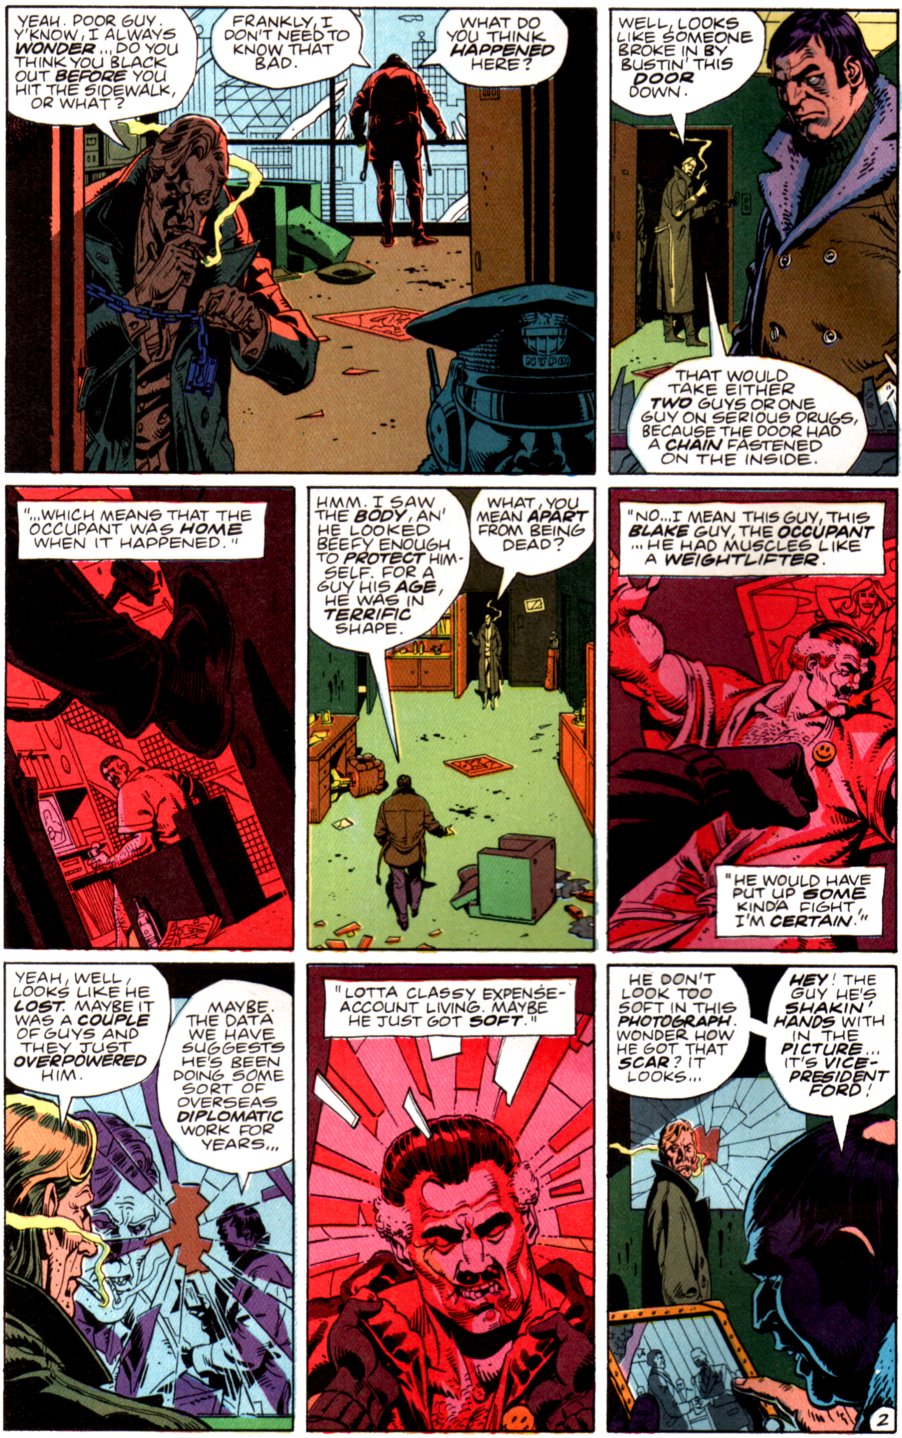 YEAH. POOR GUY.
Y'KNOW, I ALWAYS
WONDER... DO YOU
THINK YOU BLACK
OUT BEFORE YOU
HIT THE SIDEWALK,
OR WHAT?
FRANKLY, I
DON'T NEED TO
KNOW THAT
BAD.
WHAT DO
YOU THINK
HAPPENED
HERE?
NYPD
WELL, LOOKS
LIKE SOMEONE
BROKE IN BY
BUSTIN' THIS
DOOR
DOWN.
THAT WOULD
TAKE EITHER
TWO GUYS OR ONE
GUY ON SERIOUS DRUGS,
BECAUSE THE DOOR HAD
A CHAIN FASTENED
ON THE INSIDE.
"...WHICH MEANS THAT THE
OCCUPANT WAS HOME
WHEN IT HAPPENED."
HMM. I SAW
THE BODY, AN'
HE LOOKED
BEEFY ENOUGH
TO PROTECT HIM-
SELF. FOR A
GUY HIS AGE,
HE WAS IN
TERRIFIC
SHAPE.
WHAT, YOU
MEAN APART
FROM BEING
DEAD?
"NO...I MEAN THIS GUY, THIS
BLAKE GUY, THE OCCUPANT
...HE HAD MUSCLES LIKE
A WEIGHTLIFTER.
"HE WOULD HAVE
PUT UP SOME
KINDA FIGHT,
I'M CERTAIN."
YEAH, WELL,
LOOKS LIKE HE
LOST. MAYBE IT
WAS A COUPLE
OF GUYS AND
THEY JUST
OVERPOWERED
HIM.
MAYBE.
THE DATA
WE HAVE
SUGGESTS
HE'S BEEN
DOING SOME
SORT OF
OVERSEAS
DIPLOMATIC
WORK FOR
YEARS...
"LOTTA CLASSY EXPENSE-
ACCOUNT LIVING. MAYBE
HE JUST GOT SOFT."
HE DON'T
LOOK TOO
SOFT IN THIS
PHOTOGRAPH.
WONDER HOW
HE GOT THAT
SCAR? IT
LOOKS...
HEY! THE
GUY HE'S
SHAKIN'
HANDS WITH
IN THE
PICTURE...
IT'S VICE-
PRESIDENT
FORD!
2